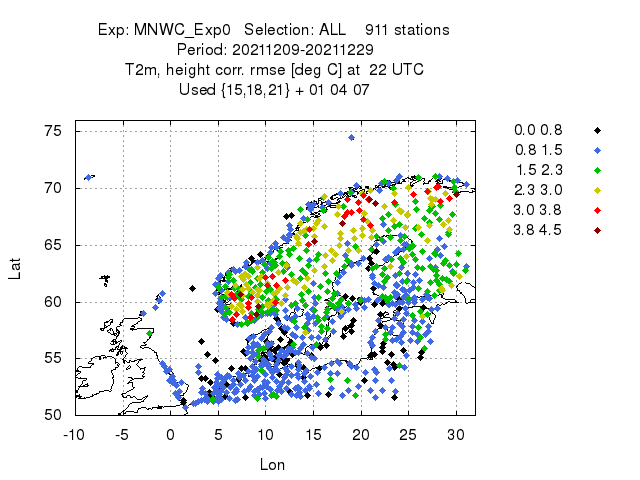 Exp: MNWC_Exp0 Selection: ALL 911 stations
Period: 20211209-20211229
T2m, height corr. rmse [deg C] at 22 UTC
Used {15,18,21} + 01 04 07
0.0 0.8
0.8 1.5
1.5 2.3
2.3 3.0
3.0 3.8
3.8 4.5
75
70
65
60
55
50
Lat
-10 -5 0 5 10 15 20 25 30
Lon